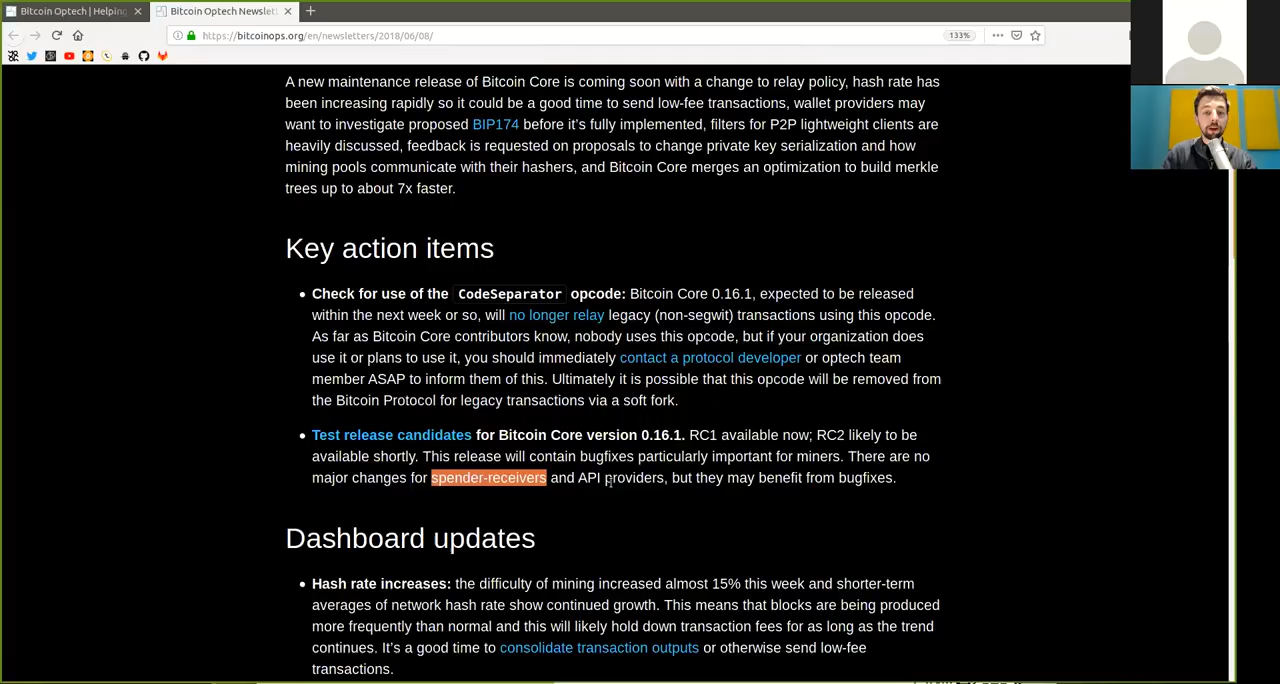 Bitcoin Optech | Helping
Bitcoin Optech Newslett
https://bitcoinops.org/en/newsletters/2018/06/08/
133%
A new maintenance release of Bitcoin Core is coming soon with a change to relay policy, hash rate has
been increasing rapidly so it could be a good time to send low-fee transactions, wallet providers may
want to investigate proposed BIP174 before it's fully implemented, filters for P2P lightweight clients are
heavily discussed, feedback is requested on proposals to change private key serialization and how
mining pools communicate with their hashers, and Bitcoin Core merges an optimization to build merkle
trees up to about 7x faster.
Key action items
• Check for use of the CodeSeparator opcode: Bitcoin Core 0.16.1, expected to be released
within the next week or so, will no longer relay legacy (non-segwit) transactions using this opcode.
As far as Bitcoin Core contributors know, nobody uses this opcode, but if your organization does
use it or plans to use it, you should immediately contact a protocol developer or optech team
member ASAP to inform them of this. Ultimately it is possible that this opcode will be removed from
the Bitcoin Protocol for legacy transactions via a soft fork.
• Test release candidates for Bitcoin Core version 0.16.1. RC1 available now; RC2 likely to be
available shortly. This release will contain bugfixes particularly important for miners. There are no
major changes for spender-receivers and API providers, but they may benefit from bugfixes.
Dashboard updates
• Hash rate increases: the difficulty of mining increased almost 15% this week and shorter-term
averages of network hash rate show continued growth. This means that blocks are being produced
more frequently than normal and this will likely hold down transaction fees for as long as the trend
continues. It's a good time to consolidate transaction outputs or otherwise send low-fee
transactions.